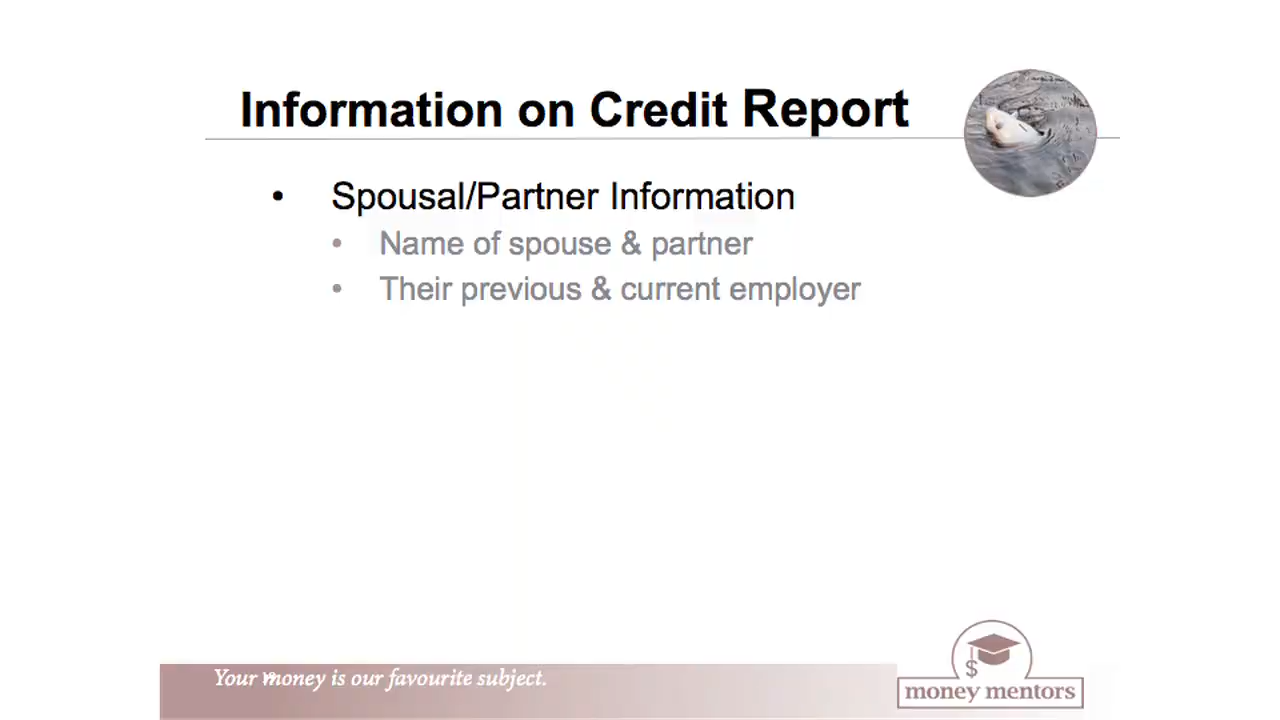 Information on Credit Report
• Spousal/Partner Information
• Name of spouse & partner
• Their previous & current employer
Your money is our favourite subject.
$
money mentors